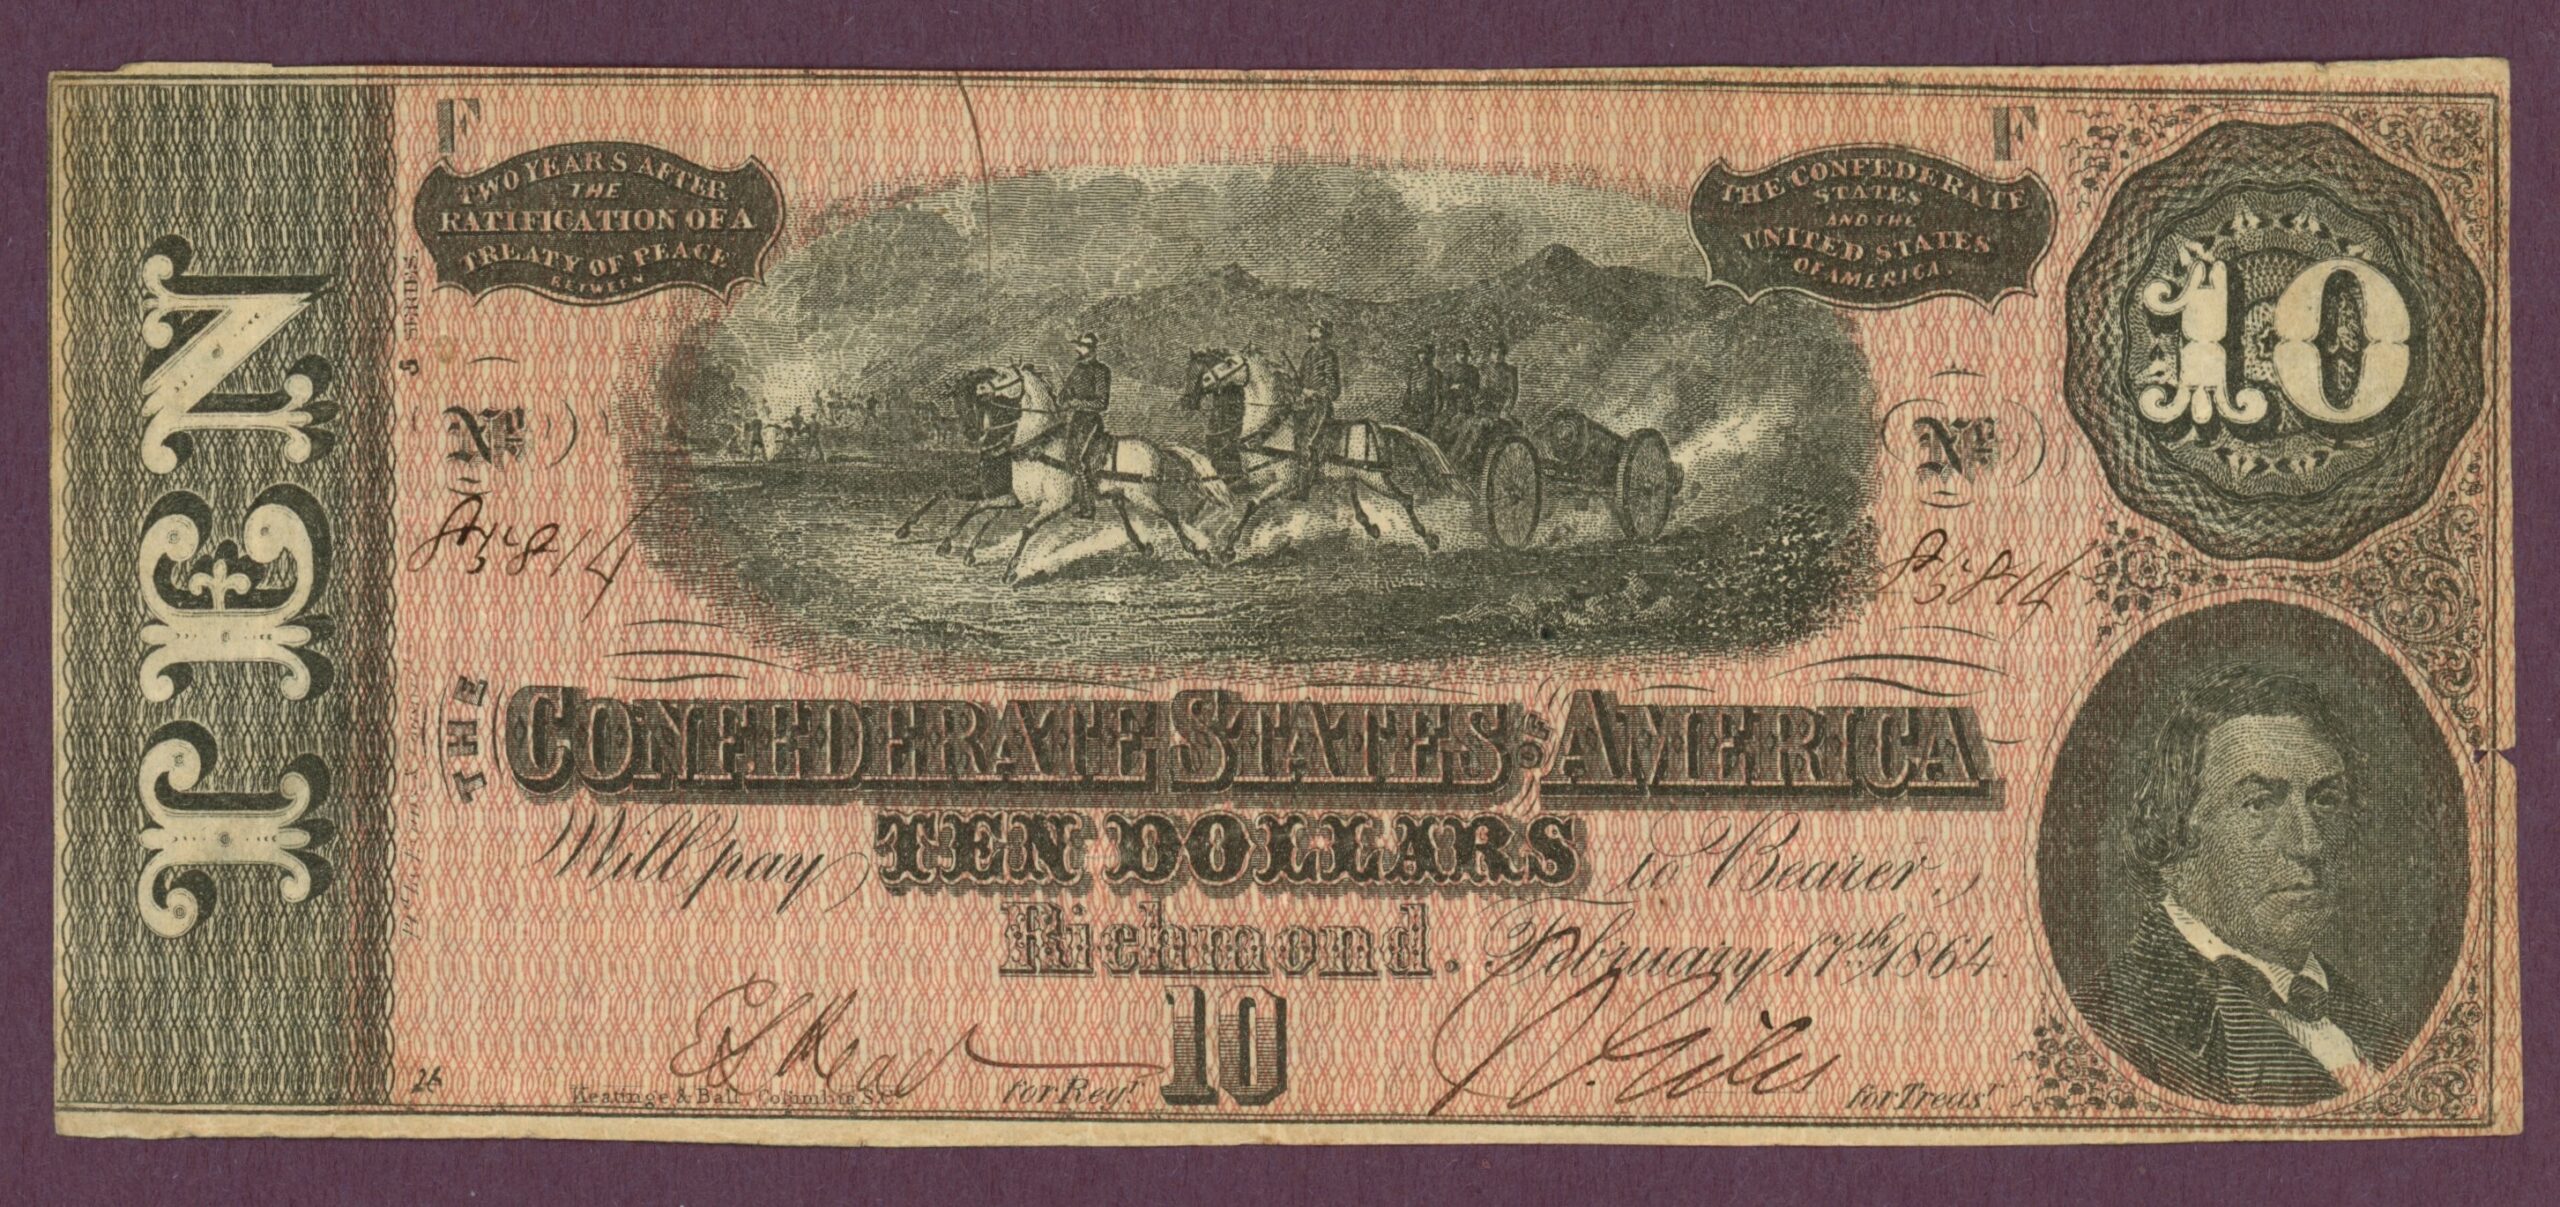 TEN
F
F
TWO YEARS AFTER
THE
RATIFICATION OF A
TREATY OF PEACE
BETWEEN
THE CONFEDERATE
STATES
AND THE
UNITED STATES
OF AMERICA.
10
5 SERIES.
No
No
THE CONFEDERATE STATES OF AMERICA
Will pay TEN DOLLARS to Bearer,
Richmond. February 17th 1864.
10
for Regr.
for Treasr.
Keatinge & Ball, Columbia S.C.